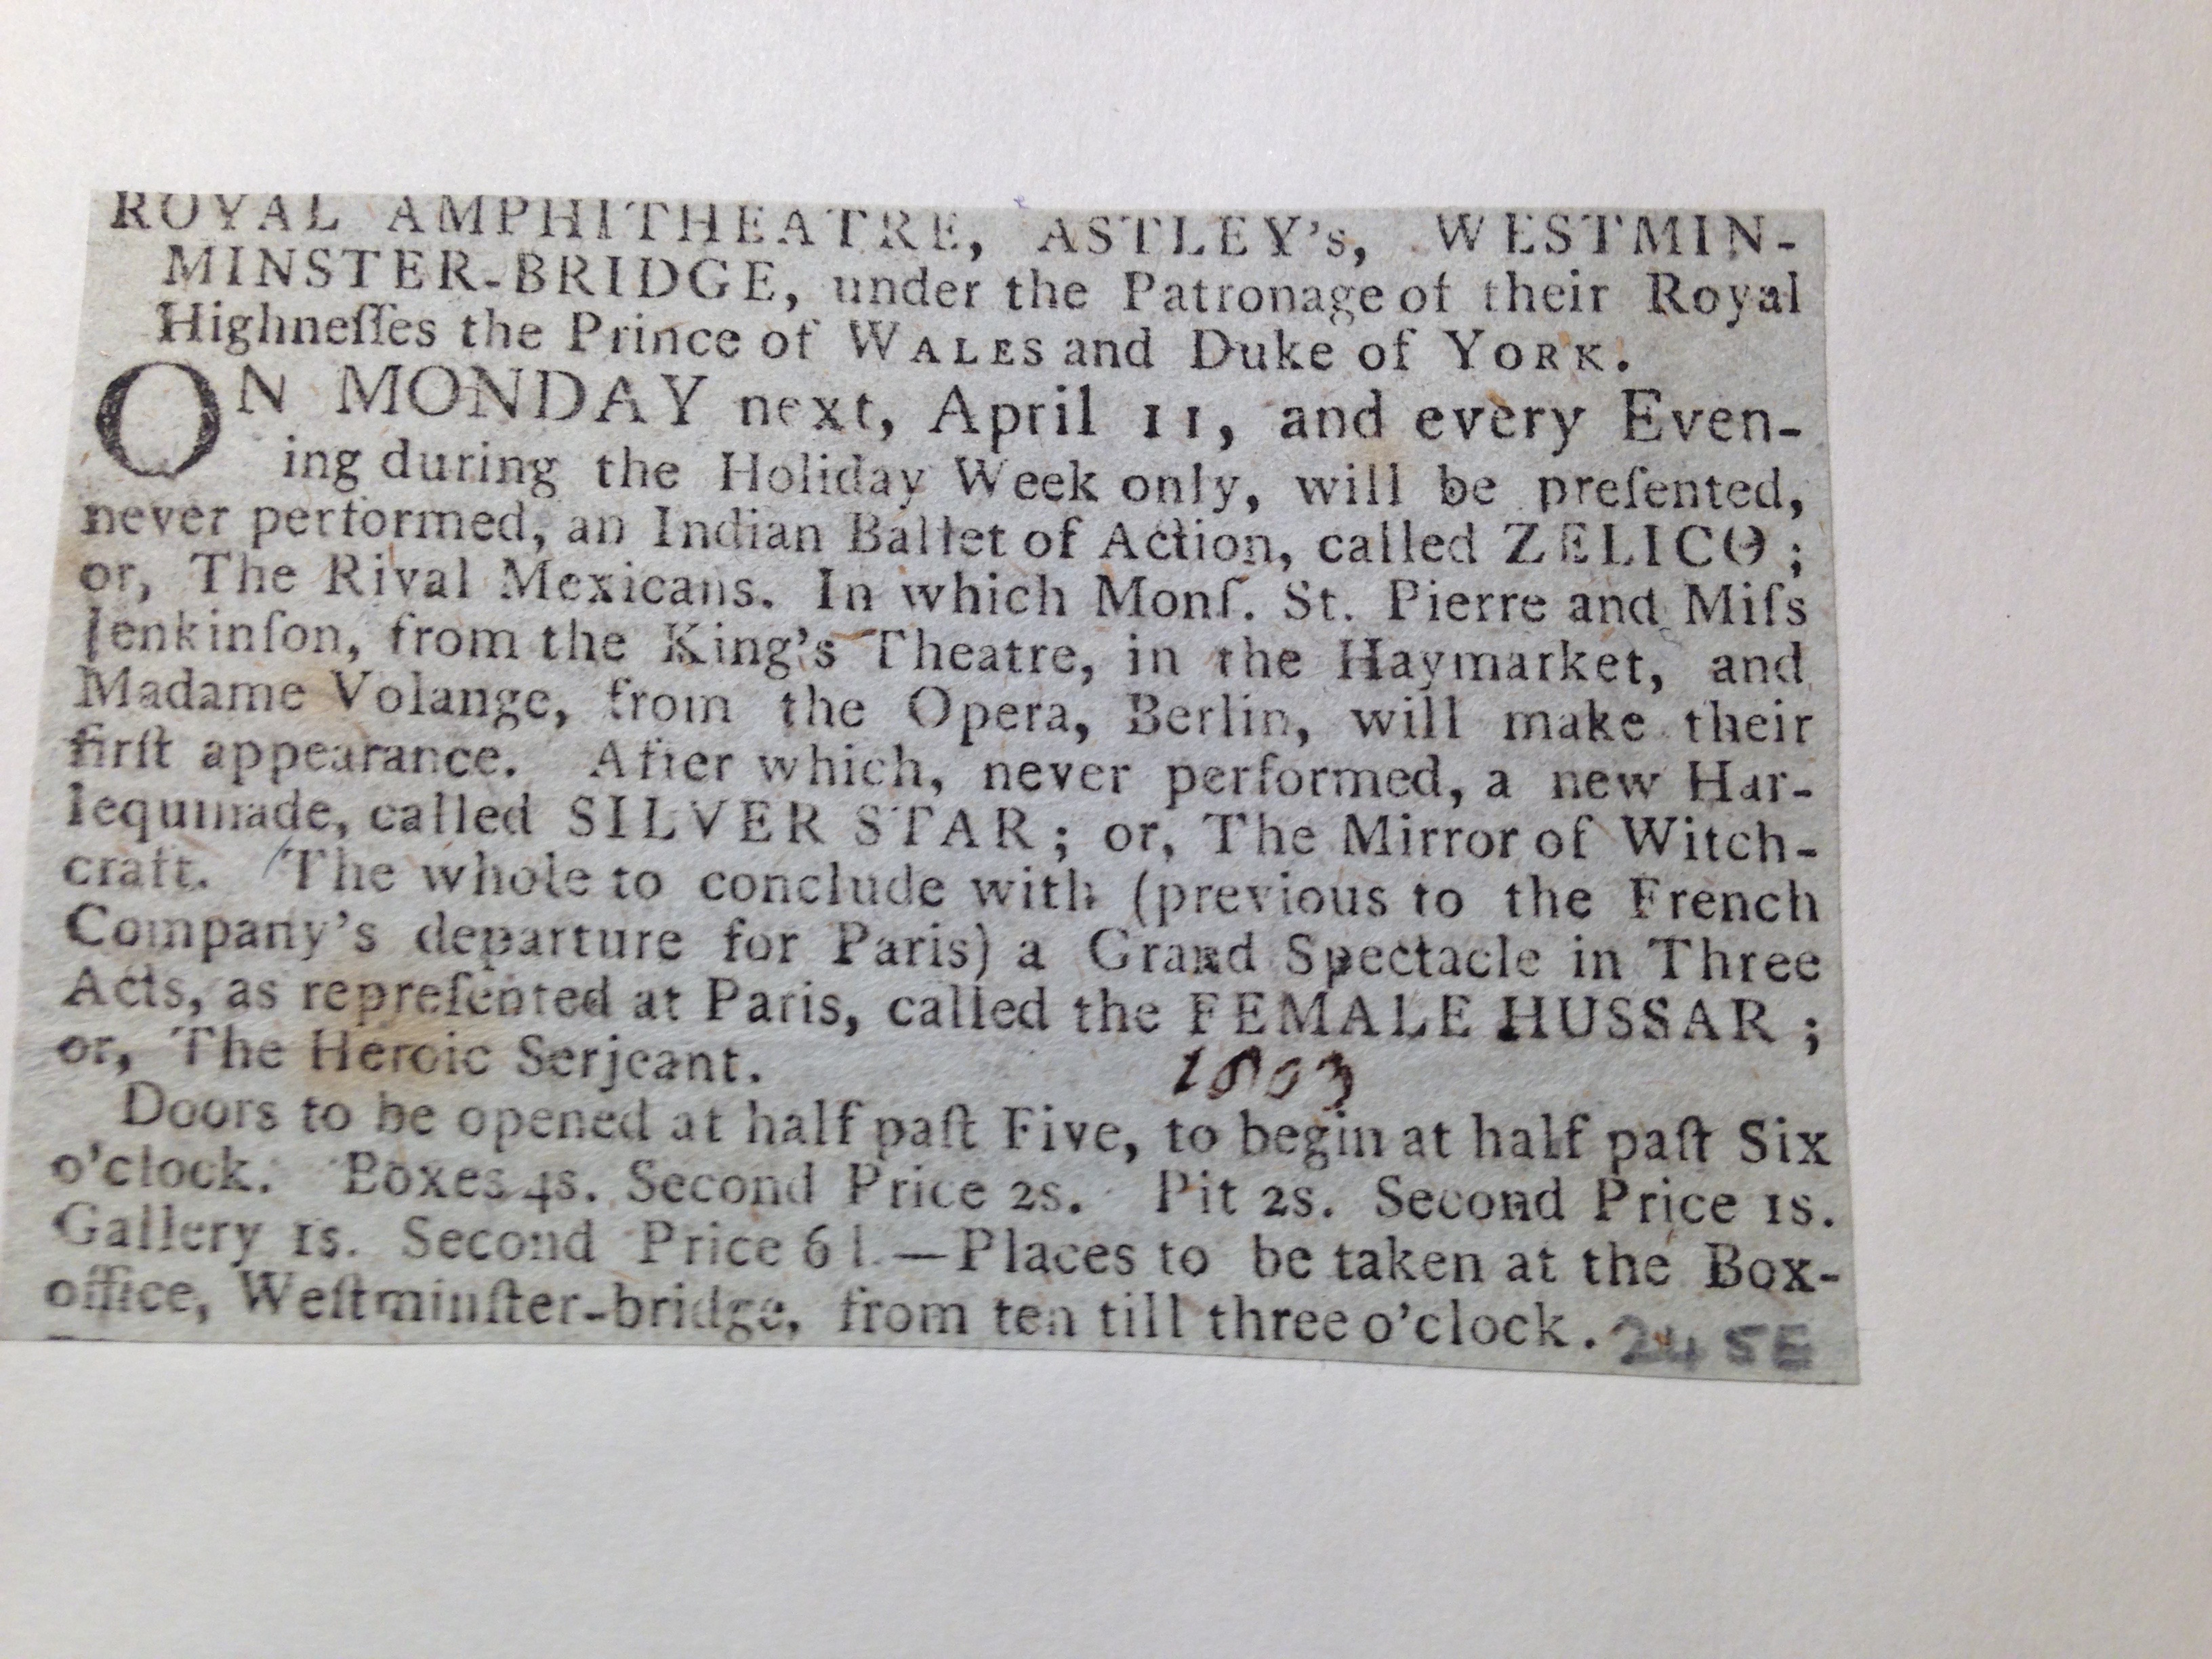 ROYAL AMPHITHEATRE, ASTLEY's, WESTMIN-
MINSTER-BRIDGE, under the Patronage of their Royal
Highneſſes the Prince of WALES and Duke of YORK.
ON MONDAY next, April 11, and every Even-
ing during the Holiday Week only, will be preſented,
never performed, an Indian Ballet of Action, called ZELICO;
or, The Rival Mexicans. In which Monſ. St. Pierre and Miſs
Jenkinſon, from the King's Theatre, in the Haymarket, and
Madame Volange, from the Opera, Berlin, will make their
firſt appearance. After which, never performed, a new Har-
lequinade, called SILVER STAR; or, The Mirror of Witch-
craft. The whole to conclude with (previous to the French
Company's departure for Paris) a Grand Spectacle in Three
Acts, as repreſented at Paris, called the FEMALE HUSSAR;
or, The Heroic Serjeant.
1803
Doors to be opened at half paſt Five, to begin at half paſt Six
o'clock. Boxes 4s. Second Price 2s. Pit 2s. Second Price 1s.
Gallery 1s. Second Price 6d.—Places to be taken at the Box-
office, Weſtminſter-bridge, from ten till three o'clock.
24 SE